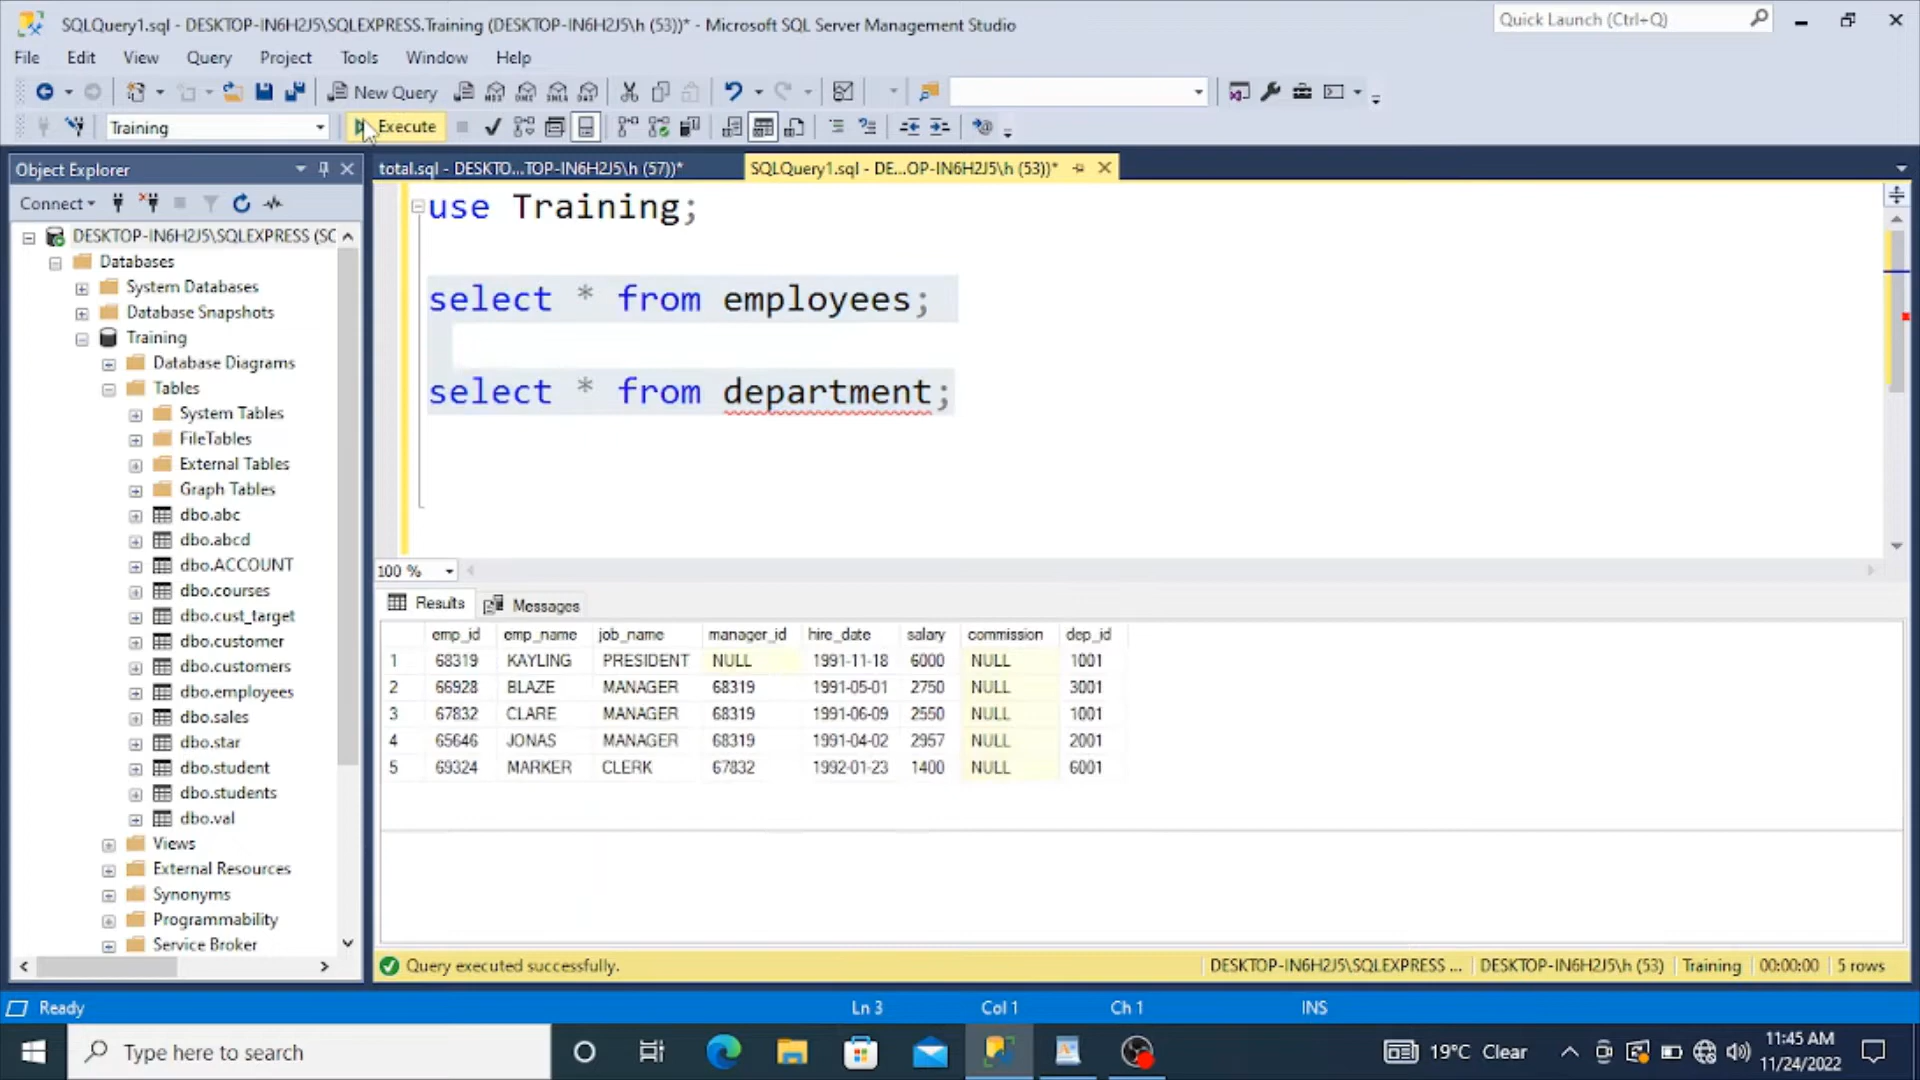 SQLQuery1.sql - DESKTOP-IN6H2J5\SQLEXPRESS.Training (DESKTOP-IN6H2J5\h (53))* - Microsoft SQL Server Management Studio
Quick Launch (Ctrl+Q)
File Edit View Query Project Tools Window Help
New Query
Training Execute
Object Explorer
total.sql - DESKTO...TOP-IN6H2J5\h (57))*
SQLQuery1.sql - DE...OP-IN6H2J5\h (53))*
Connect
DESKTOP-IN6H2J5\SQLEXPRESS (SC
Databases
System Databases
Database Snapshots
Training
Database Diagrams
Tables
System Tables
FileTables
External Tables
Graph Tables
dbo.abc
dbo.abcd
dbo.ACCOUNT
dbo.courses
dbo.cust_target
dbo.customer
dbo.customers
dbo.employees
dbo.sales
dbo.star
dbo.student
dbo.students
dbo.val
Views
External Resources
Synonyms
Programmability
Service Broker
use Training;
select * from employees;
select * from department;
100 %
Results Messages
emp_id emp_name job_name manager_id hire_date salary commission dep_id
1 68319 KAYLING PRESIDENT NULL 1991-11-18 6000 NULL 1001
2 66928 BLAZE MANAGER 68319 1991-05-01 2750 NULL 3001
3 67832 CLARE MANAGER 68319 1991-06-09 2550 NULL 1001
4 65646 JONAS MANAGER 68319 1991-04-02 2957 NULL 2001
5 69324 MARKER CLERK 67832 1992-01-23 1400 NULL 6001
Query executed successfully.
DESKTOP-IN6H2J5\SQLEXPRESS ... DESKTOP-IN6H2J5\h (53) Training 00:00:00 5 rows
Ready Ln 3 Col 1 Ch 1 INS
Type here to search
19°C Clear
11:45 AM
11/24/2022